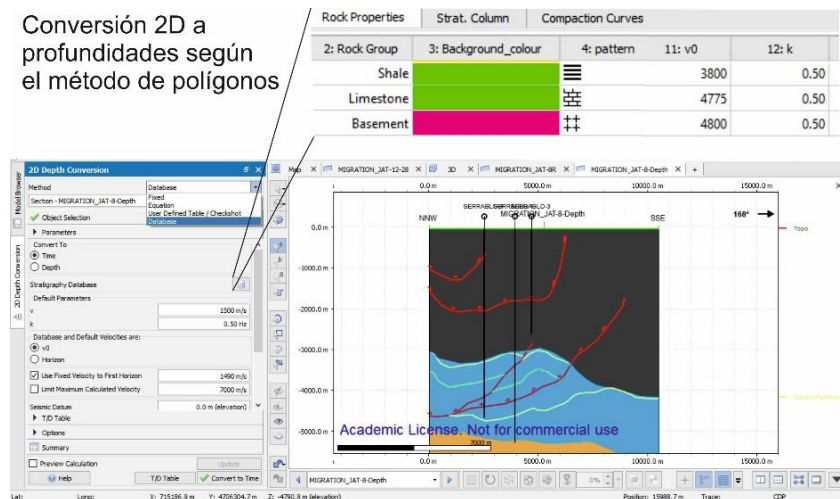 Conversión 2D a
profundidades según
el método de polígonos
Rock Properties Strat. Column Compaction Curves
2: Rock Group 3: Background_colour 4: pattern 11: v0 12: k
Shale 3800 0.50
Limestone 4775 0.50
Basement 4800 0.50
2D Depth Conversion
Method Database
Fixed
Equation
User Defined Table / Checkshot
Database
Section - MIGRATION_JAT-8-Depth
Object Selection
Parameters
Convert To
Time
Depth
Stratigraphy Database
Default Parameters
v 1500 m/s
k 0.50 Hz
Database and Default Velocities are:
v0
Horizon
Use Fixed Velocity to First Horizon 1490 m/s
Limit Maximum Calculated Velocity 7000 m/s
Seismic Datum 0.0 m (elevation)
T/D Table
Options
Summary
Preview Calculation Update
Help T/D Table Convert to Time
Model Browser
2D Depth Conversion
Map MIGRATION_JAT-12-28 3D MIGRATION_JAT-8R MIGRATION_JAT-8-Depth
0.0 m 5000.0 m 10000.0 m 15000.0 m
NNW MIGRATION_JAT-8-Depth SSE
168°
Topo
0.0 m
-1000.0 m
-2000.0 m
-3000.0 m
-4000.0 m
-5000.0 m
Academic License. Not for commercial use
7000 m
0.0 m 5000.0 m 10000.0 m 15000.0 m
MIGRATION_JAT-8-Depth 0%
Lat: Long: X: 715186.9 m Y: 4706304.7 m Z: -4790.8 m (elevation) Position: 15988.7 m Trace: CDP